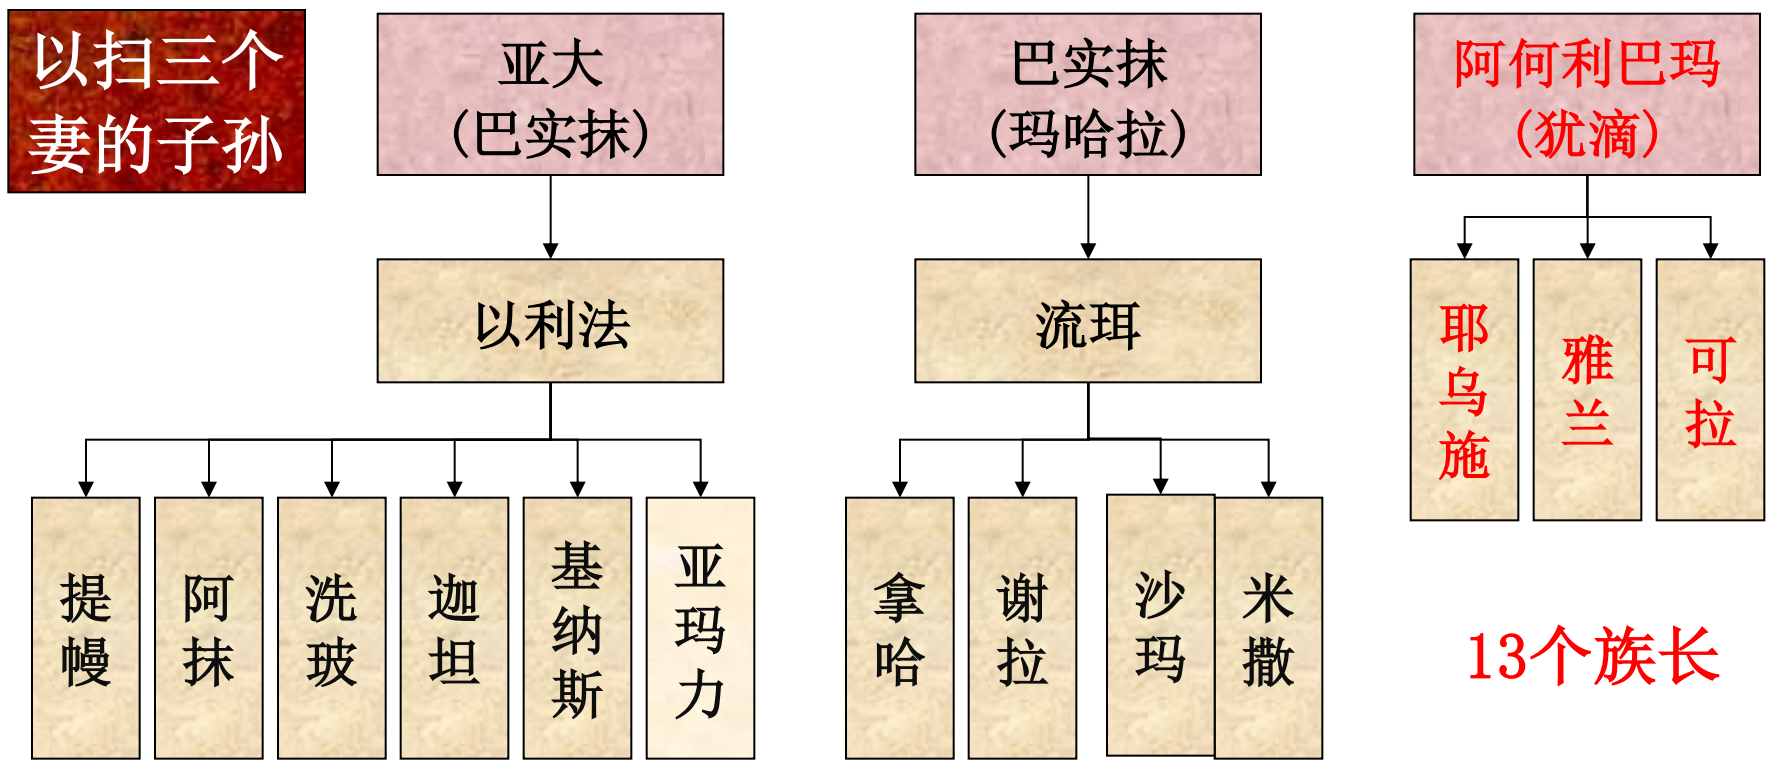 以扫三个
妻的子孙
亚大
(巴实抹)
巴实抹
(玛哈拉)
阿何利巴玛
(犹滴)
以利法
流珥
耶乌施
雅兰
可拉
提幔
阿抹
洗玻
迦坦
基纳斯
亚玛力
拿哈
谢拉
沙玛
米撒
13个族长